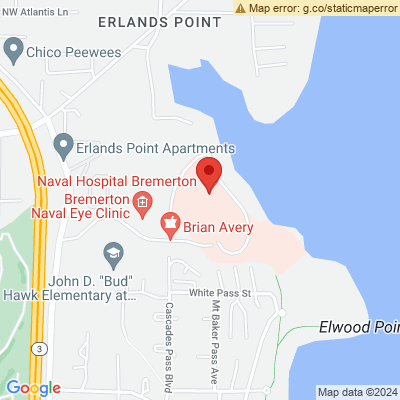 NW Atlantis Ln
ERLANDS POINT
Map error: g.co/staticmaperror
Chico Peewees
Erlands Point Apartments
Naval Hospital Bremerton
Bremerton
Naval Eye Clinic
Brian Avery
John D. "Bud"
Hawk Elementary at...
White Pass St
Cascades Pass Blvd
Mt Baker Pass Ave
Elwood Poin
3
Google
Map data ©2024